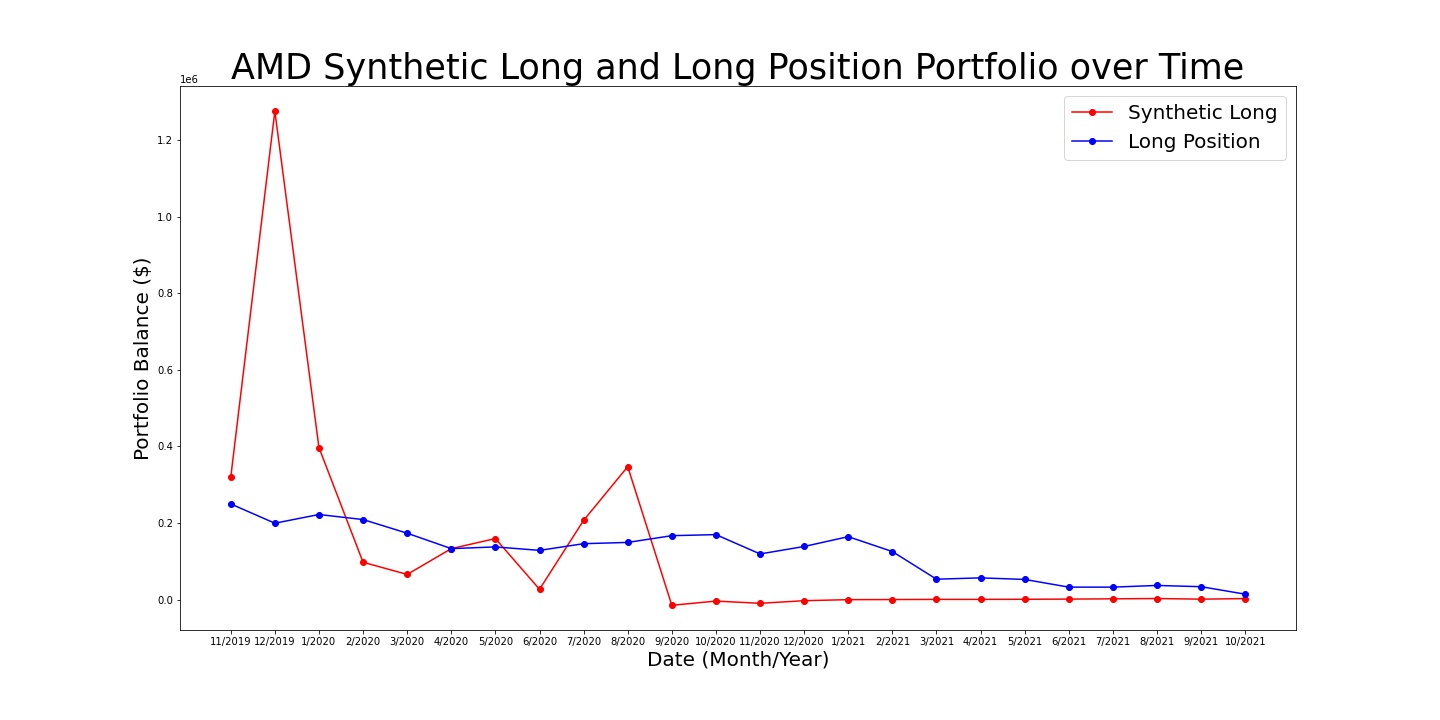 AMD Synthetic Long and Long Position Portfolio over Time
1e6
Synthetic Long
Long Position
1.2
1.0
0.8
0.6
0.4
0.2
0.0
Portfolio Balance ($)
11/2019 12/2019 1/2020 2/2020 3/2020 4/2020 5/2020 6/2020 7/2020 8/2020 9/2020 10/2020 11/2020 12/2020 1/2021 2/2021 3/2021 4/2021 5/2021 6/2021 7/2021 8/2021 9/2021 10/2021
Date (Month/Year)